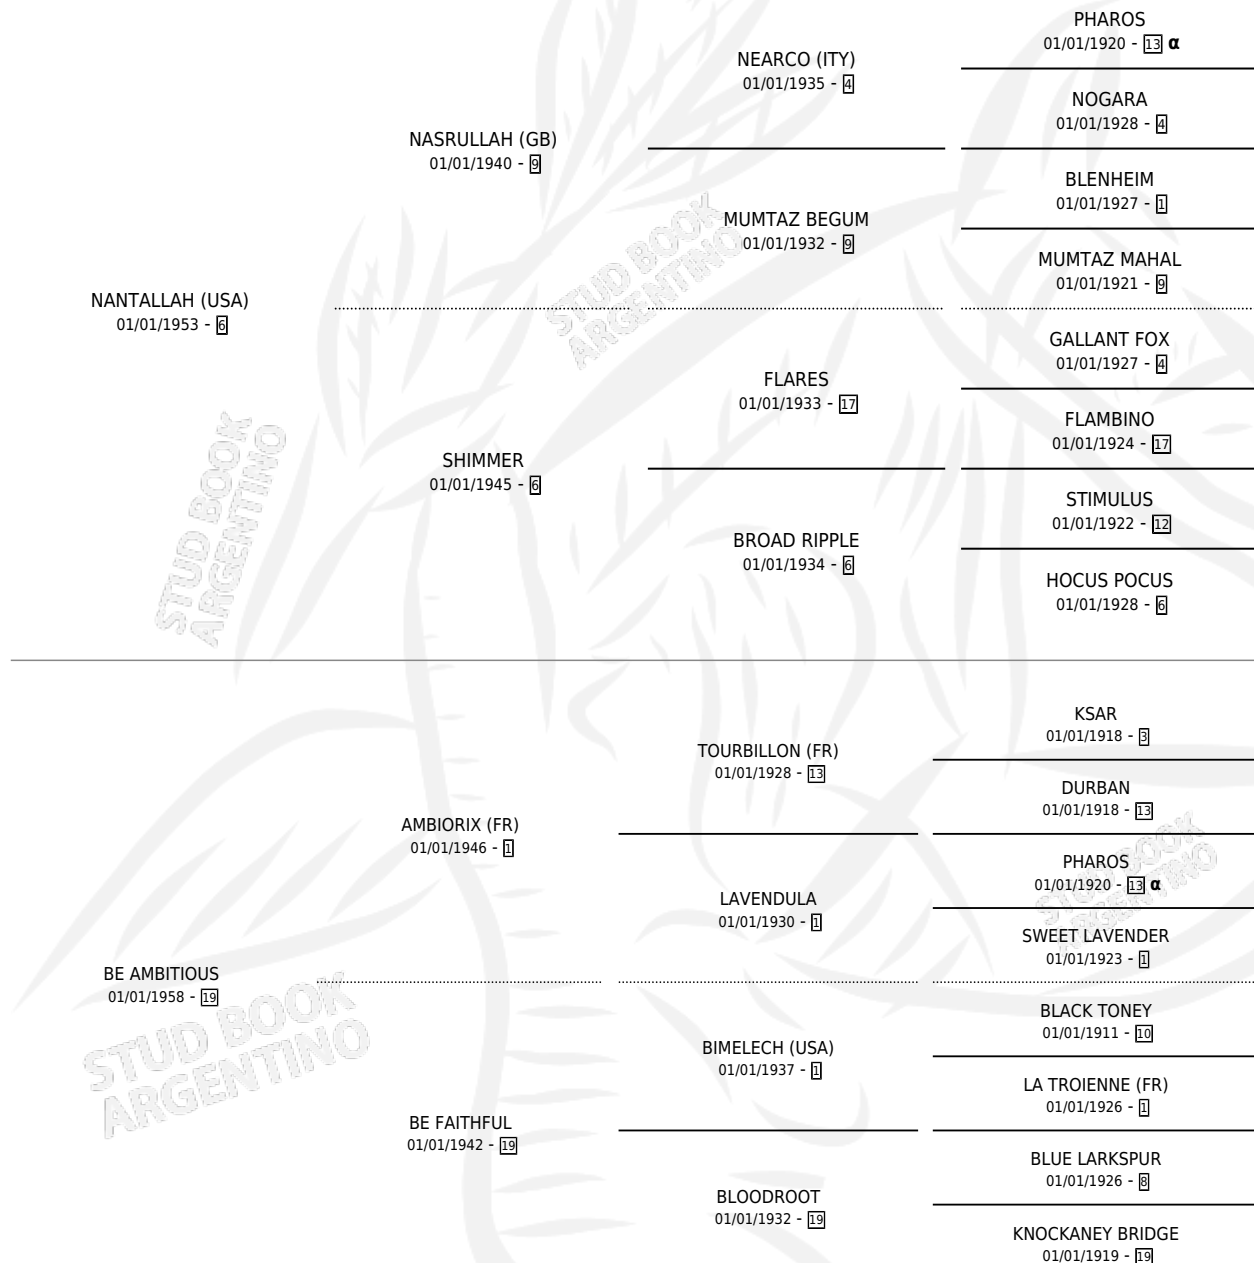 PHAROS
01/01/1920 - 13 α
NEARCO (ITY)
01/01/1935 - 4
NOGARA
01/01/1928 - 4
NASRULLAH (GB)
01/01/1940 - 9
BLENHEIM
01/01/1927 - 1
MUMTAZ BEGUM
01/01/1932 - 9
MUMTAZ MAHAL
01/01/1921 - 9
NANTALLAH (USA)
01/01/1953 - 6
GALLANT FOX
01/01/1927 - 4
FLARES
01/01/1933 - 17
FLAMBINO
01/01/1924 - 17
SHIMMER
01/01/1945 - 6
STIMULUS
01/01/1922 - 12
BROAD RIPPLE
01/01/1934 - 6
HOCUS POCUS
01/01/1928 - 6
KSAR
01/01/1918 - 3
TOURBILLON (FR)
01/01/1928 - 13
DURBAN
01/01/1918 - 13
AMBIORIX (FR)
01/01/1946 - 1
PHAROS
01/01/1920 - 13 α
LAVENDULA
01/01/1930 - 1
SWEET LAVENDER
01/01/1923 - 1
BE AMBITIOUS
01/01/1958 - 19
BLACK TONEY
01/01/1911 - 10
BIMELECH (USA)
01/01/1937 - 1
LA TROIENNE (FR)
01/01/1926 - 1
BE FAITHFUL
01/01/1942 - 19
BLUE LARKSPUR
01/01/1926 - 8
BLOODROOT
01/01/1932 - 19
KNOCKANEY BRIDGE
01/01/1919 - 19
STUD BOOK
ARGENTINO
STUD BOOK
ARGENTINO
STUD BOOK
ARGENTINO
STUD BOOK
ARGENTINO